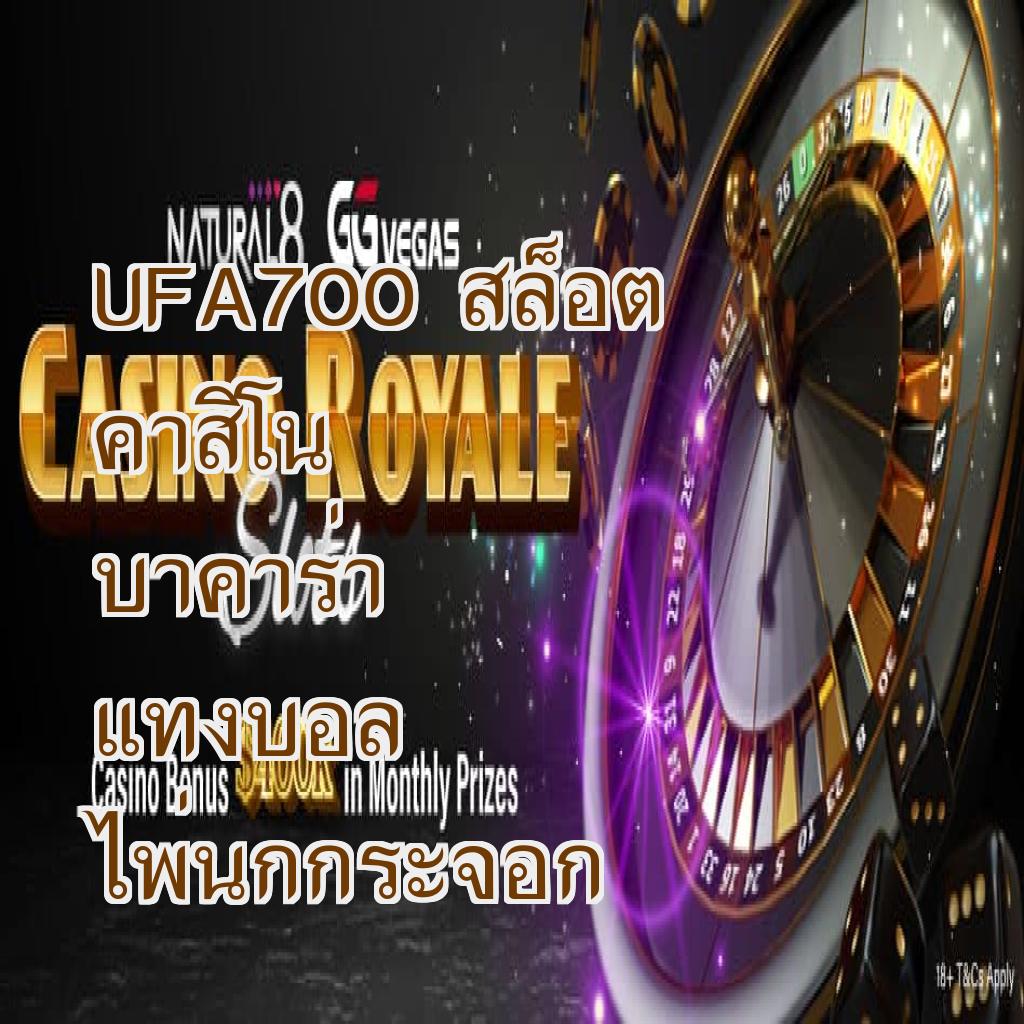 NATURAL8 GGVEGAS
UFA700 สล็อต
CASINO ROYALE
คาสิโน
Slots
บาคาร่า
แทงบอล
Casino Bonus $400K in Monthly Prizes
ไพ่นกกระจอก
18+ T&Cs Apply